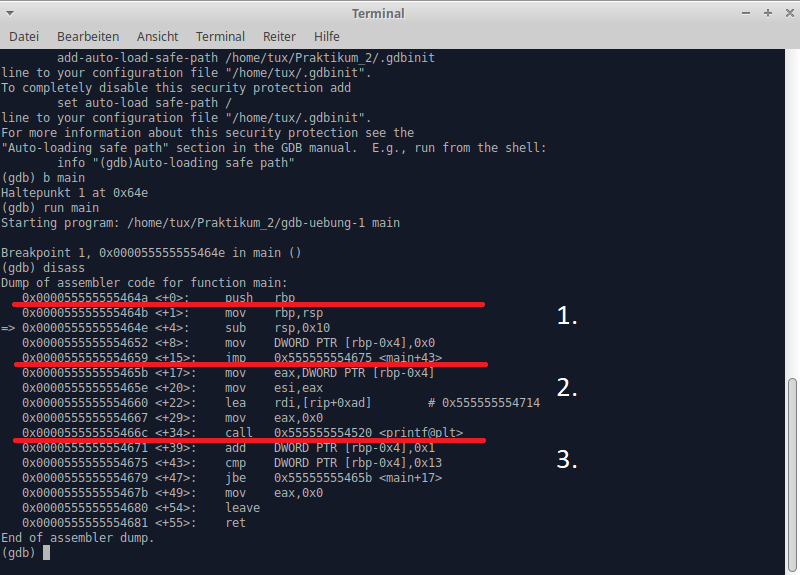 Terminal
Datei Bearbeiten Ansicht Terminal Reiter Hilfe
add-auto-load-safe-path /home/tux/Praktikum_2/.gdbinit
line to your configuration file "/home/tux/.gdbinit".
To completely disable this security protection add
set auto-load safe-path /
line to your configuration file "/home/tux/.gdbinit".
For more information about this security protection see the
"Auto-loading safe path" section in the GDB manual.  E.g., run from the shell:
info "(gdb)Auto-loading safe path"
(gdb) b main
Haltepunkt 1 at 0x64e
(gdb) run main
Starting program: /home/tux/Praktikum_2/gdb-uebung-1 main
Breakpoint 1, 0x000055555555464e in main ()
(gdb) disass
Dump of assembler code for function main:
0x000055555555464a <+0>: push rbp
0x000055555555464b <+1>: mov rbp,rsp
1.
=> 0x000055555555464e <+4>: sub rsp,0x10
0x0000555555554652 <+8>: mov DWORD PTR [rbp-0x4],0x0
0x0000555555554659 <+15>: jmp 0x555555554675 <main+43>
0x000055555555465b <+17>: mov eax,DWORD PTR [rbp-0x4]
0x000055555555465e <+20>: mov esi,eax
2.
0x0000555555554660 <+22>: lea rdi,[rip+0xad] # 0x555555554714
0x0000555555554667 <+29>: mov eax,0x0
0x000055555555466c <+34>: call 0x555555554520 <printf@plt>
0x0000555555554671 <+39>: add DWORD PTR [rbp-0x4],0x1
0x0000555555554675 <+43>: cmp DWORD PTR [rbp-0x4],0x13
3.
0x0000555555554679 <+47>: jbe 0x55555555465b <main+17>
0x000055555555467b <+49>: mov eax,0x0
0x0000555555554680 <+54>: leave
0x0000555555554681 <+55>: ret
End of assembler dump.
(gdb)